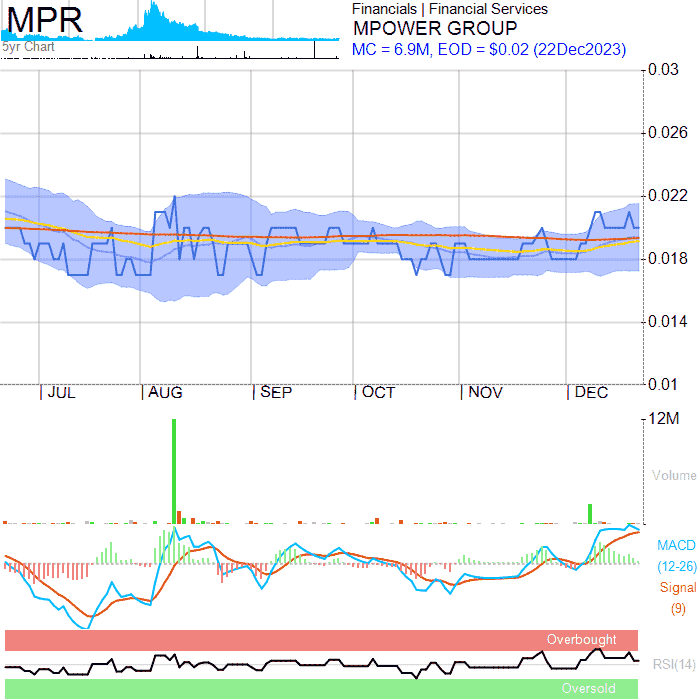 MPR
5yr Chart
Financials | Financial Services
MPOWER GROUP
MC = 6.9M, EOD = $0.02 (22Dec2023)
0.03
0.026
0.022
0.018
0.014
0.01
JUL AUG SEP OCT NOV DEC
12M
Volume
MACD
(12-26)
Signal
(9)
Overbought
RSI(14)
Oversold